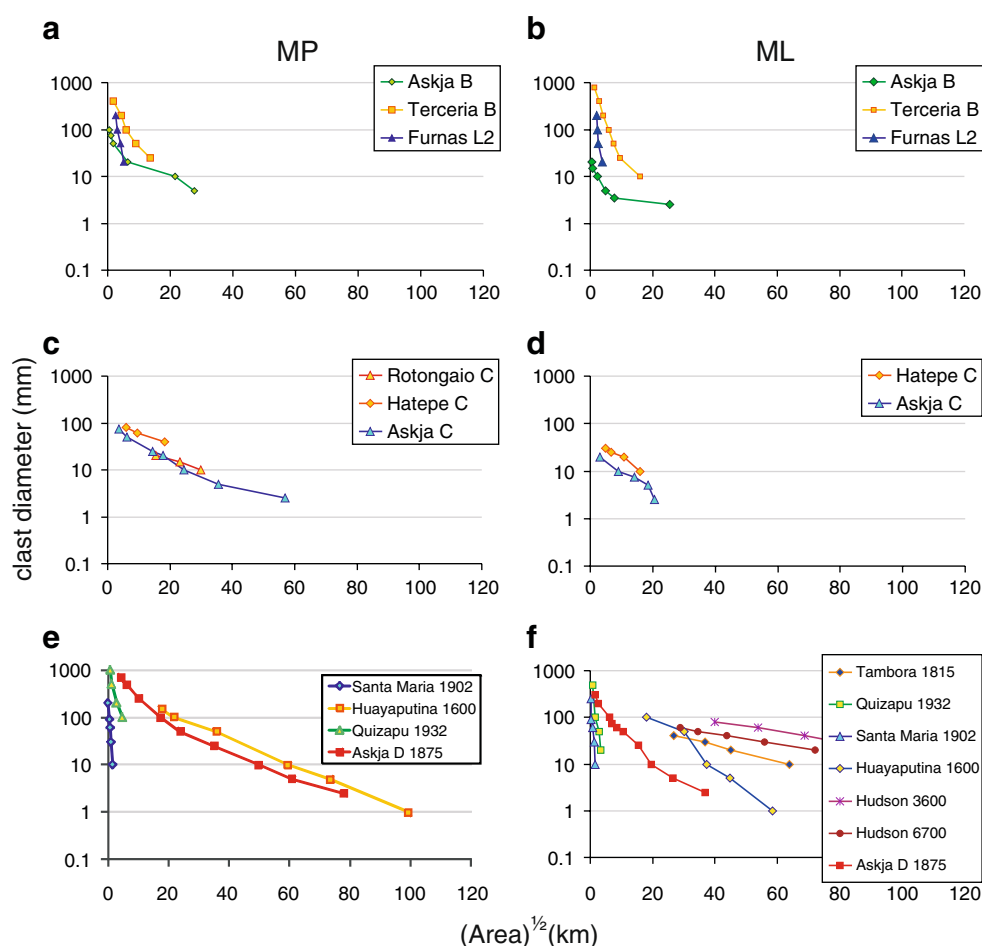 a
MP
b
ML
1000
100
10
1
0.1
0 20 40 60 80 100 120
Askja B
Terceria B
Furnas L2
1000
100
10
1
0.1
0 20 40 60 80 100 120
Askja B
Terceria B
Furnas L2
clast diameter (mm)
c
1000
100
10
1
0.1
0 20 40 60 80 100 120
Rotongaio C
Hatepe C
Askja C
d
1000
100
10
1
0.1
0 20 40 60 80 100 120
Hatepe C
Askja C
e
1000
100
10
1
0.1
0 20 40 60 80 100 120
Santa Maria 1902
Huayaputina 1600
Quizapu 1932
Askja D 1875
f
1000
100
10
1
0.1
0 20 40 60 80 100 120
Tambora 1815
Quizapu 1932
Santa Maria 1902
Huayaputina 1600
Hudson 3600
Hudson 6700
Askja D 1875
(Area)½(km)